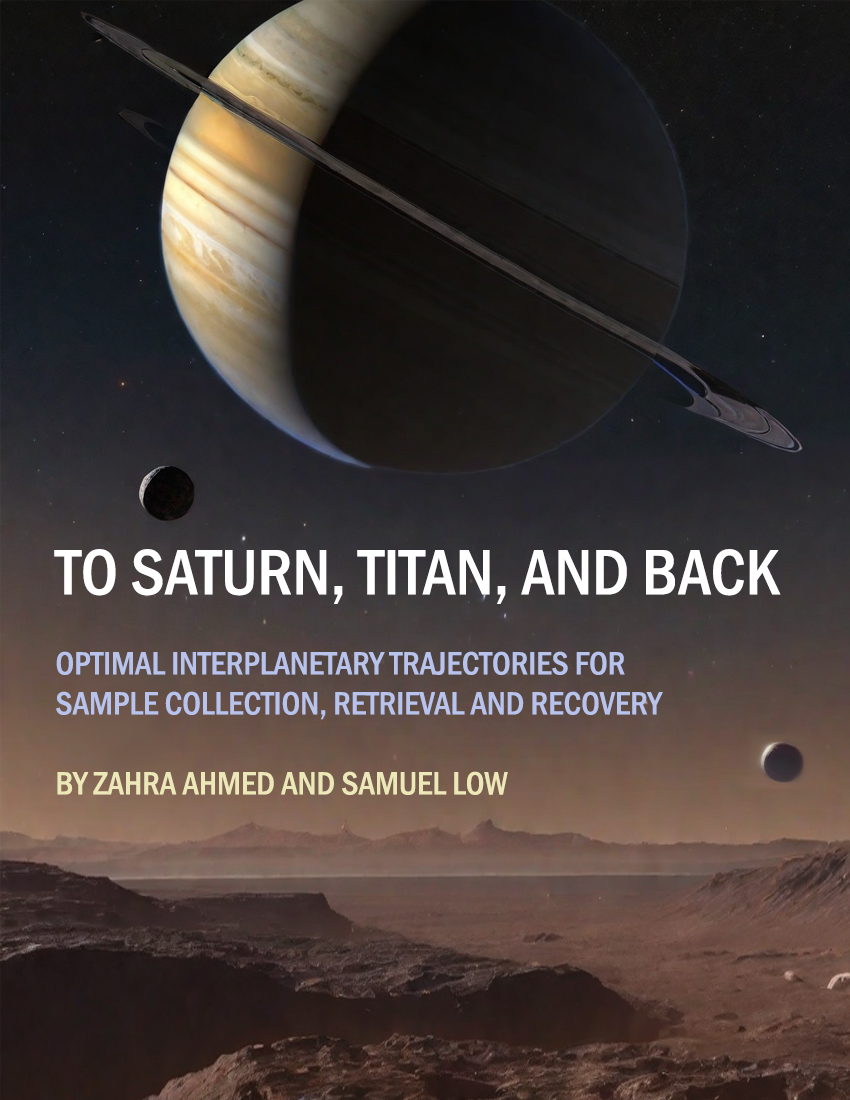 TO SATURN, TITAN, AND BACK
OPTIMAL INTERPLANETARY TRAJECTORIES FOR
SAMPLE COLLECTION, RETRIEVAL AND RECOVERY
BY ZAHRA AHMED AND SAMUEL LOW